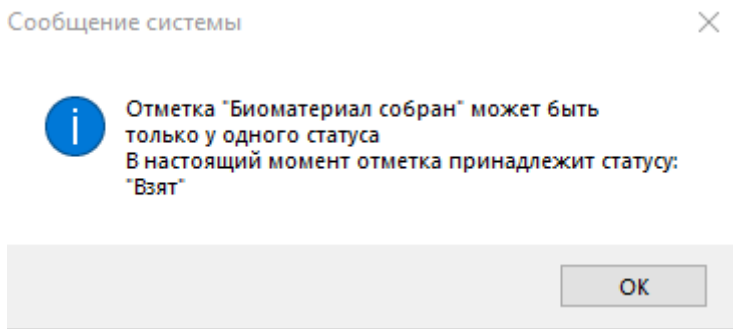 Сообщение системы
Отметка "Биоматериал собран" может быть
только у одного статуса
В настоящий момент отметка принадлежит статусу:
"Взят"
OK